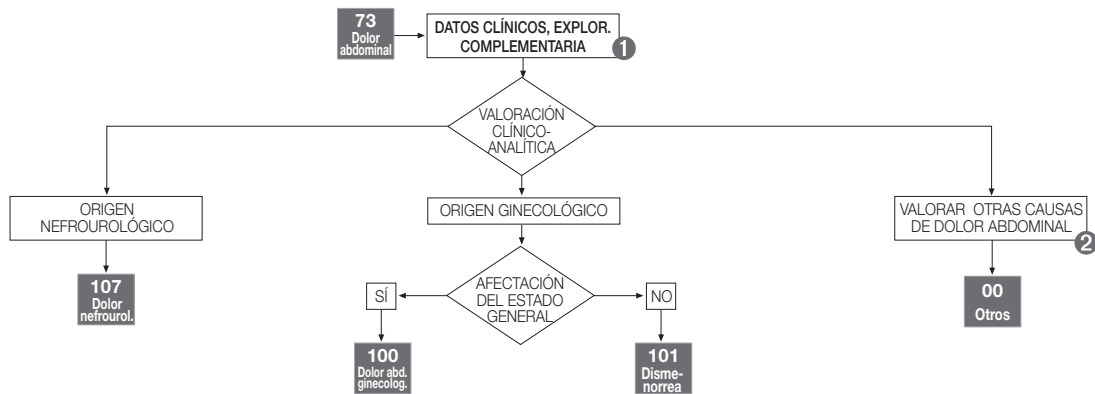 73
Dolor
abdominal
DATOS CLÍNICOS, EXPLOR.
COMPLEMENTARIA
1
VALORACIÓN
CLÍNICO-
ANALÍTICA
ORIGEN
NEFROUROLÓGICO
ORIGEN GINECOLÓGICO
VALORAR OTRAS CAUSAS
DE DOLOR ABDOMINAL
2
107
Dolor
nefrourol.
SÍ
AFECTACIÓN
DEL ESTADO
GENERAL
NO
00
Otros
100
Dolor abd.
ginecolog.
101
Disme-
norrea